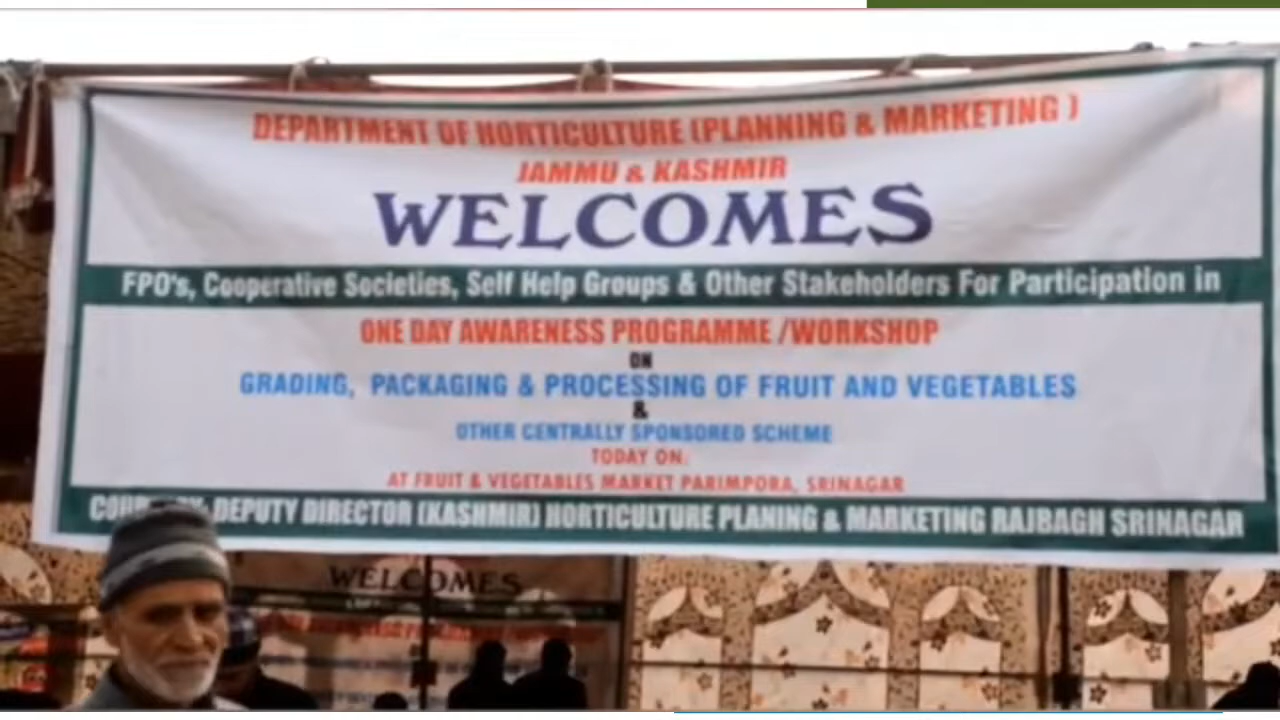 DEPARTMENT OF HORTICULTURE (PLANNING & MARKETING )
JAMMU & KASHMIR
WELCOMES
FPO's, Cooperative Societies, Self Help Groups & Other Stakeholders For Participation in
ONE DAY AWARENESS PROGRAMME /WORKSHOP
ON
GRADING, PACKAGING & PROCESSING OF FRUIT AND VEGETABLES
&
OTHER CENTRALLY SPONSORED SCHEME
TODAY ON:
AT FRUIT & VEGETABLES MARKET PARIMPORA, SRINAGAR
DEPUTY DIRECTOR (KASHMIR) HORTICULTURE PLANING & MARKETING RAJBAGH SRINAGAR
WELCOMES